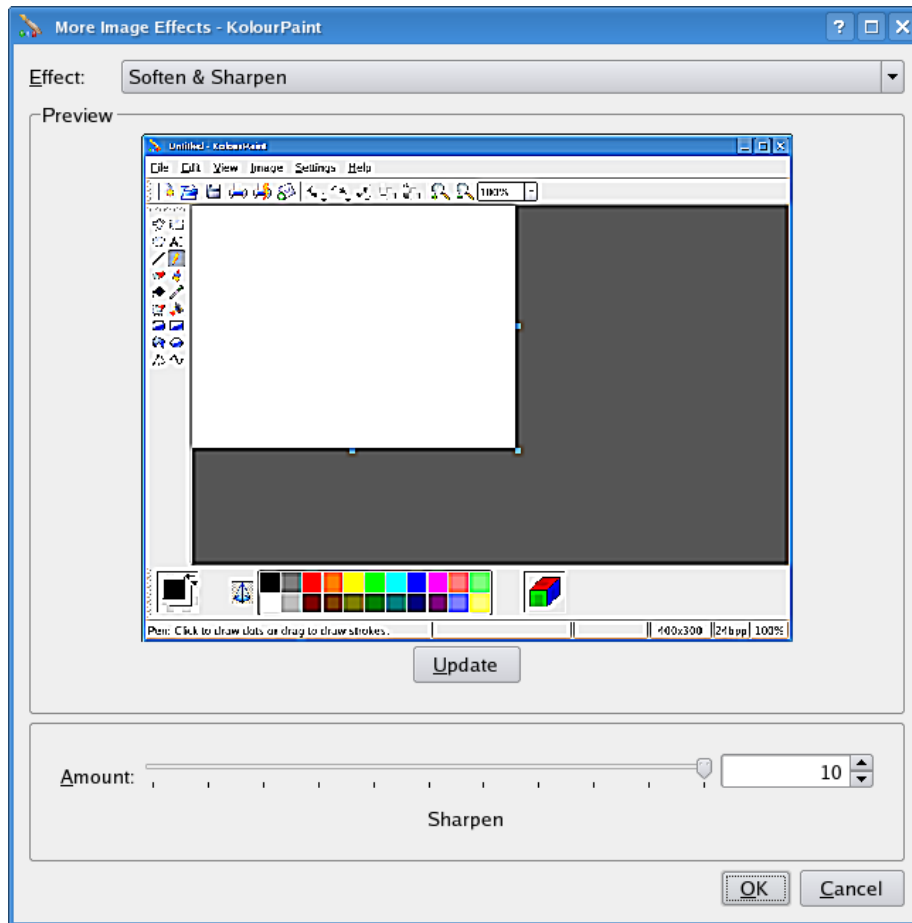 More Image Effects - KolourPaint
Effect: Soften & Sharpen
Preview
Untitled - KolourPaint
File Edit View Image Settings Help
100%
A
Pen: Click to draw dots or drag to draw strokes. 400x300 24bpp 100%
Update
Amount: 10
Sharpen
OK Cancel